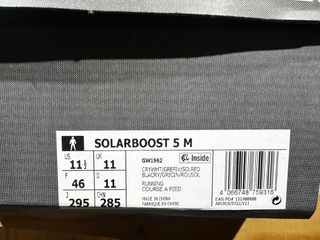 SOLARBOOST 5 M
US 11½ UK 11
F 46 D 11
J 295 CHN 285
GW1962
Inside
CRYWHT/GREFIV/SOLRED
RUNNING
COURSE A PIED
MADE IN CHINA
FABRIQUE EN CHINE
4 066748 759316